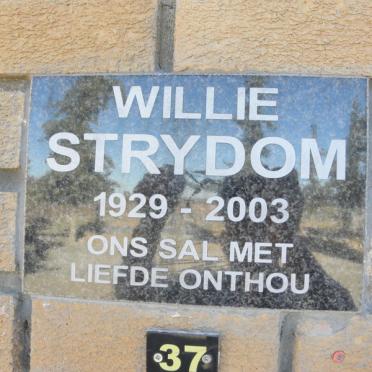 WILLIE
STRYDOM
1929 - 2003
ONS SAL MET
LIEFDE ONTHOU
37